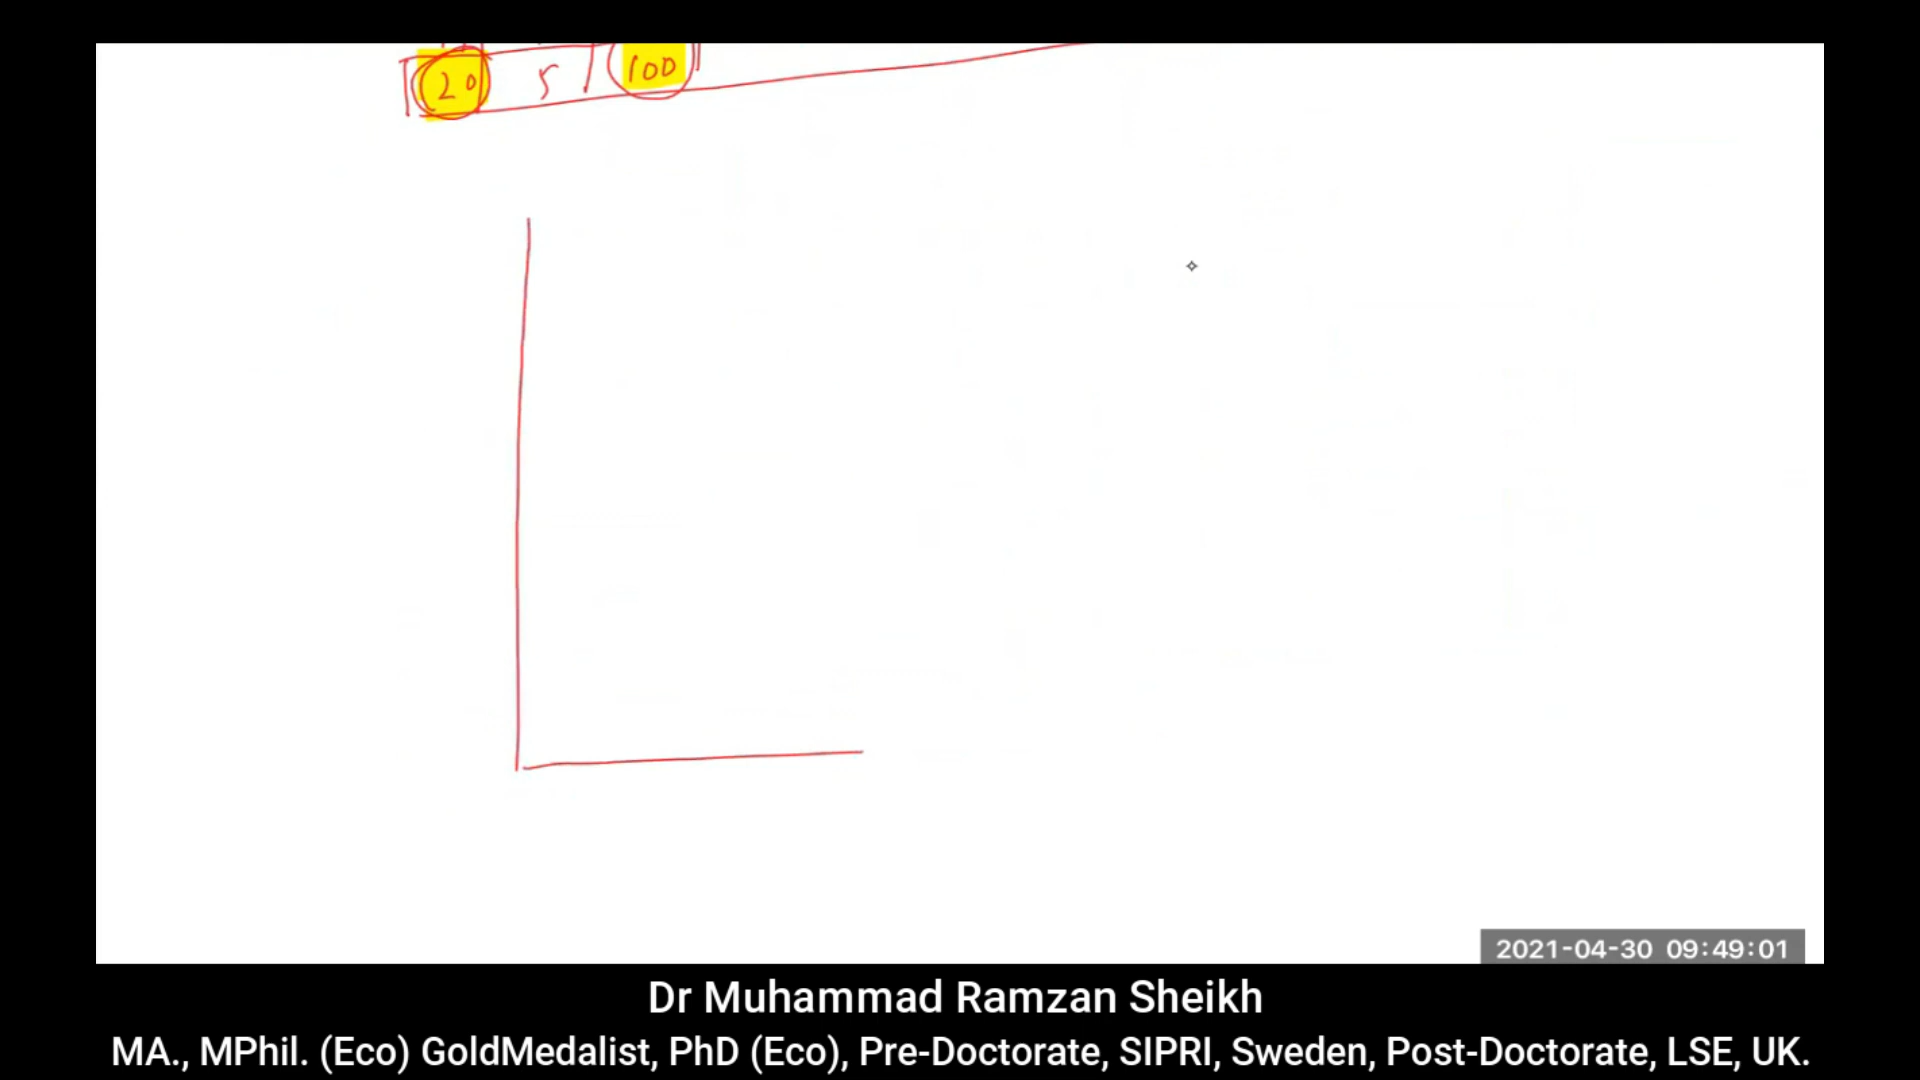 20 5 100
2021-04-30 09:49:01
Dr Muhammad Ramzan Sheikh
MA., MPhil. (Eco) GoldMedalist, PhD (Eco), Pre-Doctorate, SIPRI, Sweden, Post-Doctorate, LSE, UK.